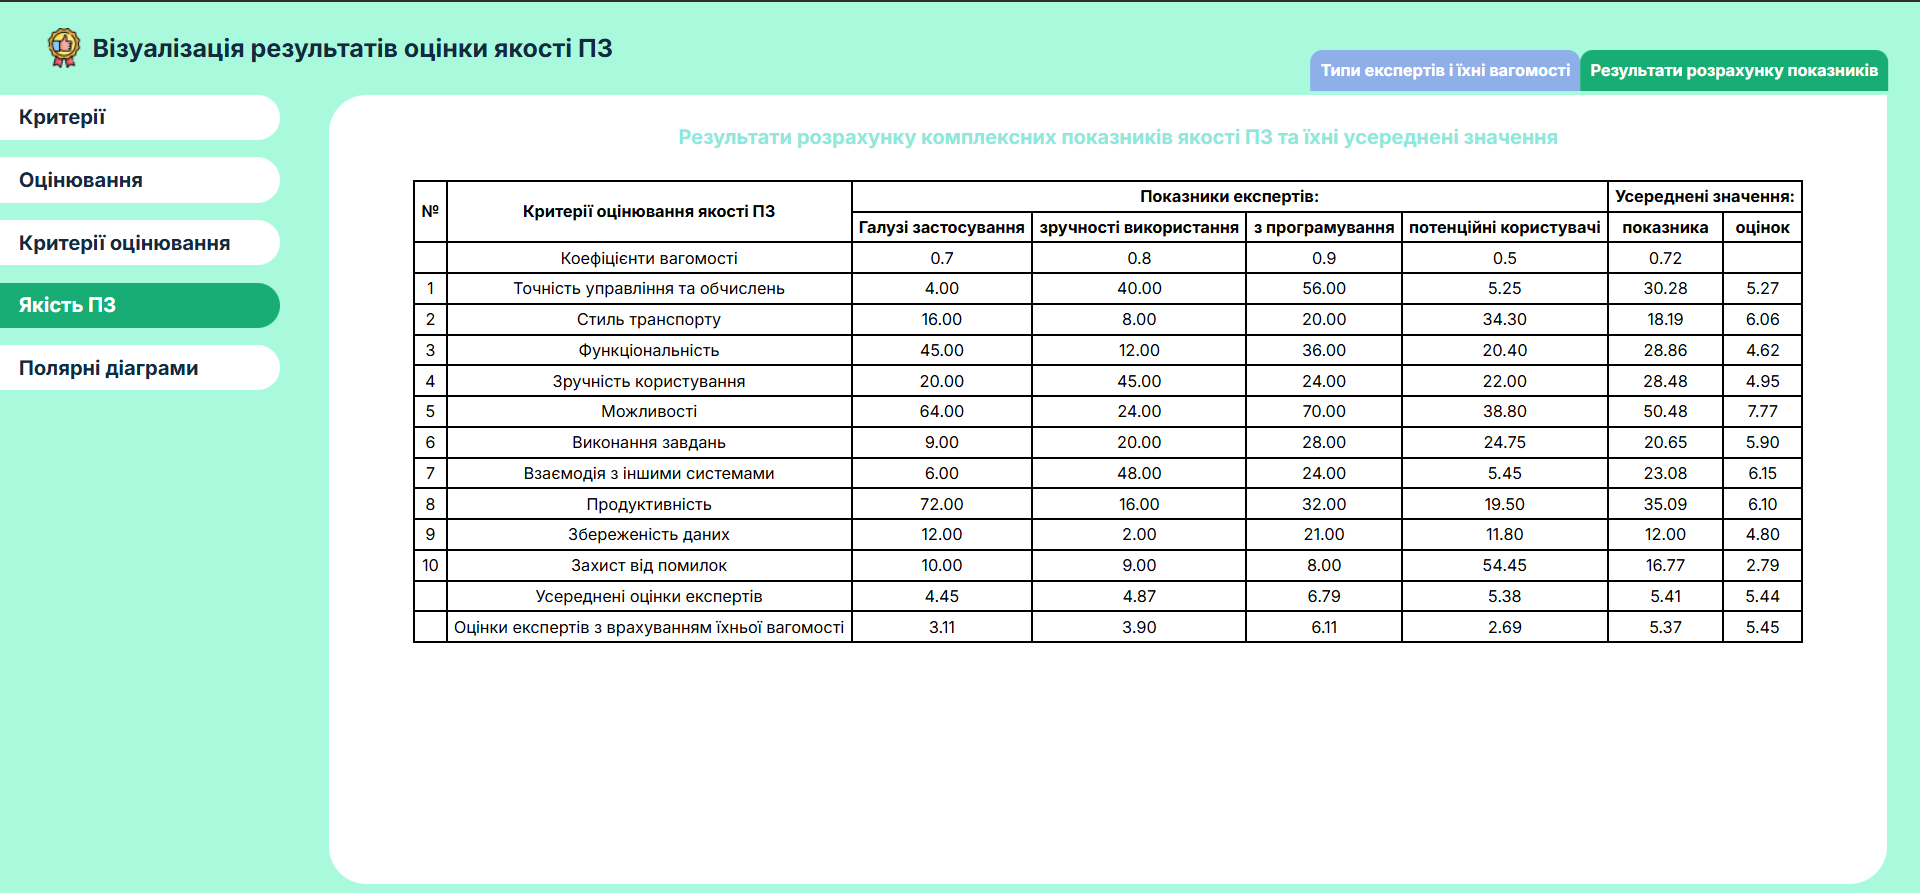 Візуалізація результатів оцінки якості ПЗ
Типи експертів і їхні вагомості
Результати розрахунку показників
Критерії
Оцінювання
Критерії оцінювання
Якість ПЗ
Полярні діаграми
Результати розрахунку комплексних показників якості ПЗ та їхні усереднені значення
№ Критерії оцінювання якості ПЗ Показники експертів: Усереднені значення:
Галузі застосування зручності використання з програмування потенційні користувачі показника оцінок
Коефіцієнти вагомості 0.7 0.8 0.9 0.5 0.72
1 Точність управління та обчислень 4.00 40.00 56.00 5.25 30.28 5.27
2 Стиль транспорту 16.00 8.00 20.00 34.30 18.19 6.06
3 Функціональність 45.00 12.00 36.00 20.40 28.86 4.62
4 Зручність користування 20.00 45.00 24.00 22.00 28.48 4.95
5 Можливості 64.00 24.00 70.00 38.80 50.48 7.77
6 Виконання завдань 9.00 20.00 28.00 24.75 20.65 5.90
7 Взаємодія з іншими системами 6.00 48.00 24.00 5.45 23.08 6.15
8 Продуктивність 72.00 16.00 32.00 19.50 35.09 6.10
9 Збереженість даних 12.00 2.00 21.00 11.80 12.00 4.80
10 Захист від помилок 10.00 9.00 8.00 54.45 16.77 2.79
Усереднені оцінки експертів 4.45 4.87 6.79 5.38 5.41 5.44
Оцінки експертів з врахуванням їхньої вагомості 3.11 3.90 6.11 2.69 5.37 5.45